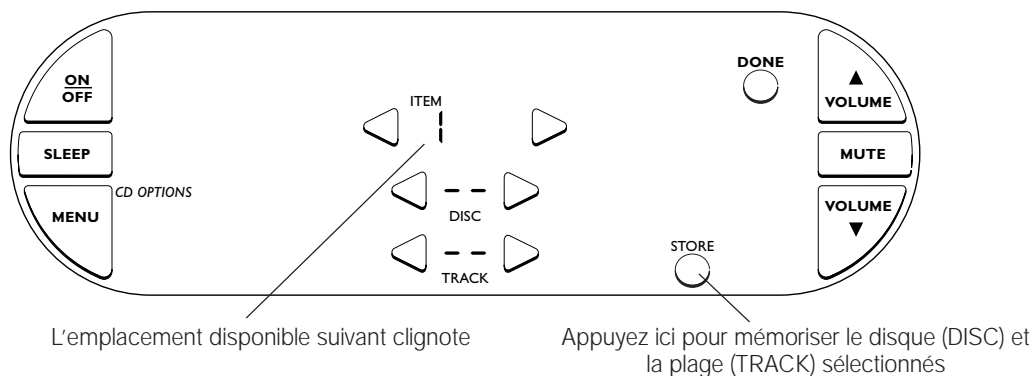 ON
OFF
SLEEP
MENU
CD OPTIONS
ITEM
1
-- DISC
-- TRACK
DONE
STORE
▲
VOLUME
MUTE
VOLUME
▼
L'emplacement disponible suivant clignote
Appuyez ici pour mémoriser le disque (DISC) et
la plage (TRACK) sélectionnés